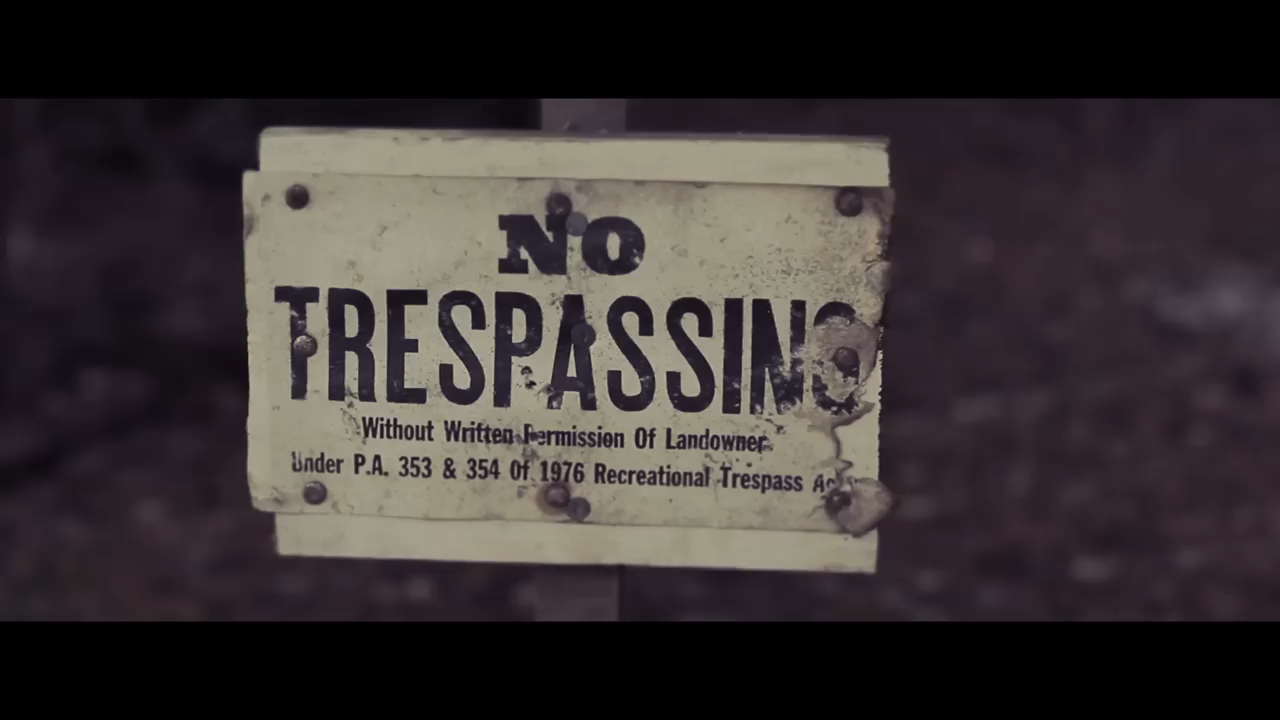 NO
TRESPASSING
Without Written Permission Of Landowner
Under P.A. 353 & 354 Of 1976 Recreational Trespass